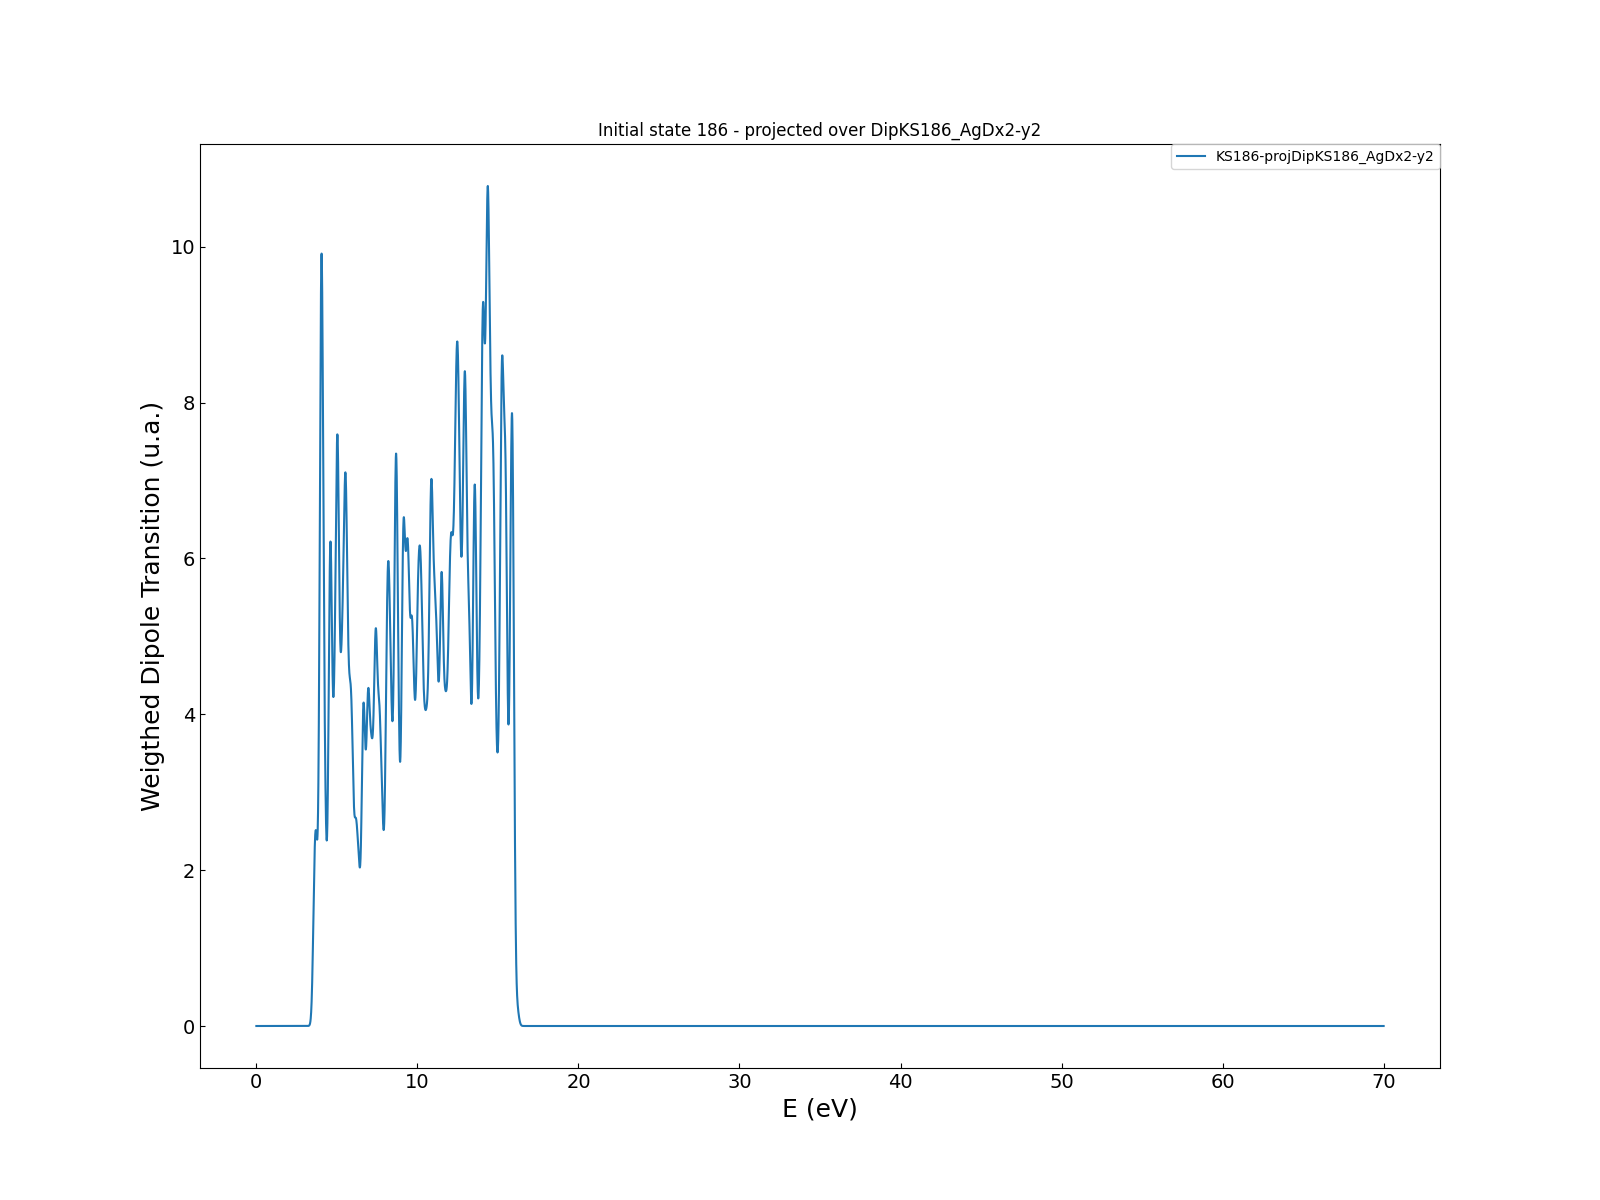 Initial state 186 - projected over DipKS186_AgDx2-y2
KS186-projDipKS186_AgDx2-y2
10
8
6
4
2
0
Weigthed Dipole Transition (u.a.)
0 10 20 30 40 50 60 70
E (eV)